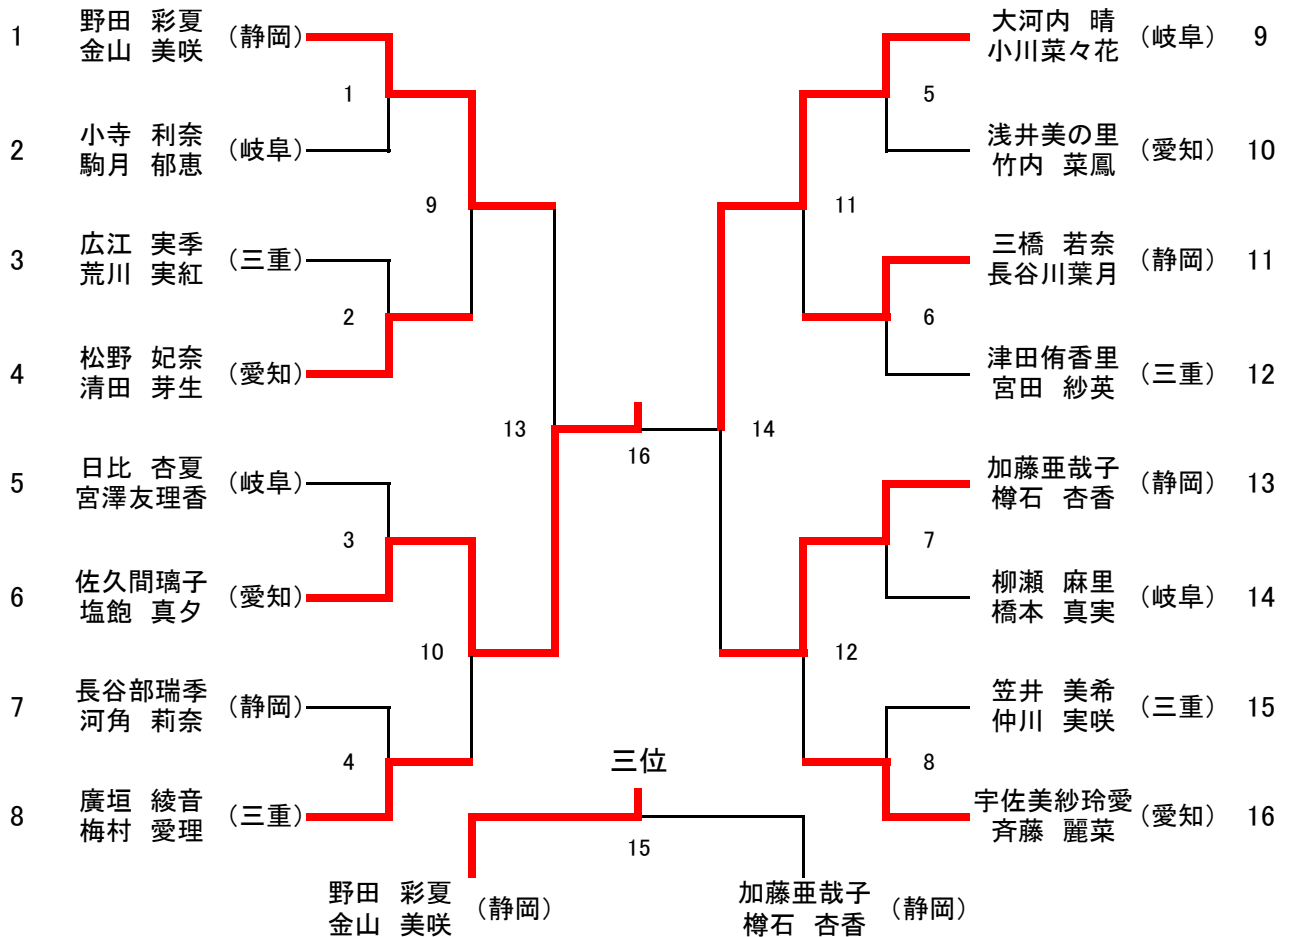 1 野田 彩夏 (静岡)
金山 美咲
2 小寺 利奈 (岐阜)
駒月 郁恵
3 広江 実季 (三重)
荒川 実紅
4 松野 妃奈 (愛知)
清田 芽生
5 日比 杏夏 (岐阜)
宮澤友理香
6 佐久間璃子 (愛知)
塩飽 真夕
7 長谷部瑞季 (静岡)
河角 莉奈
8 廣垣 綾音 (三重)
梅村 愛理
1
2
3
4
9
10
13
16
14
11
12
5
6
7
8
大河内 晴 (岐阜) 9
小川菜々花
浅井美の里 (愛知) 10
竹内 菜鳳
三橋 若奈 (静岡) 11
長谷川葉月
津田侑香里 (三重) 12
宮田 紗英
加藤亜哉子 (静岡) 13
樽石 杏香
柳瀬 麻里 (岐阜) 14
橋本 真実
笠井 美希 (三重) 15
仲川 実咲
宇佐美紗玲愛 (愛知) 16
斉藤 麗菜
三位
15
野田 彩夏 (静岡)
金山 美咲
加藤亜哉子 (静岡)
樽石 杏香